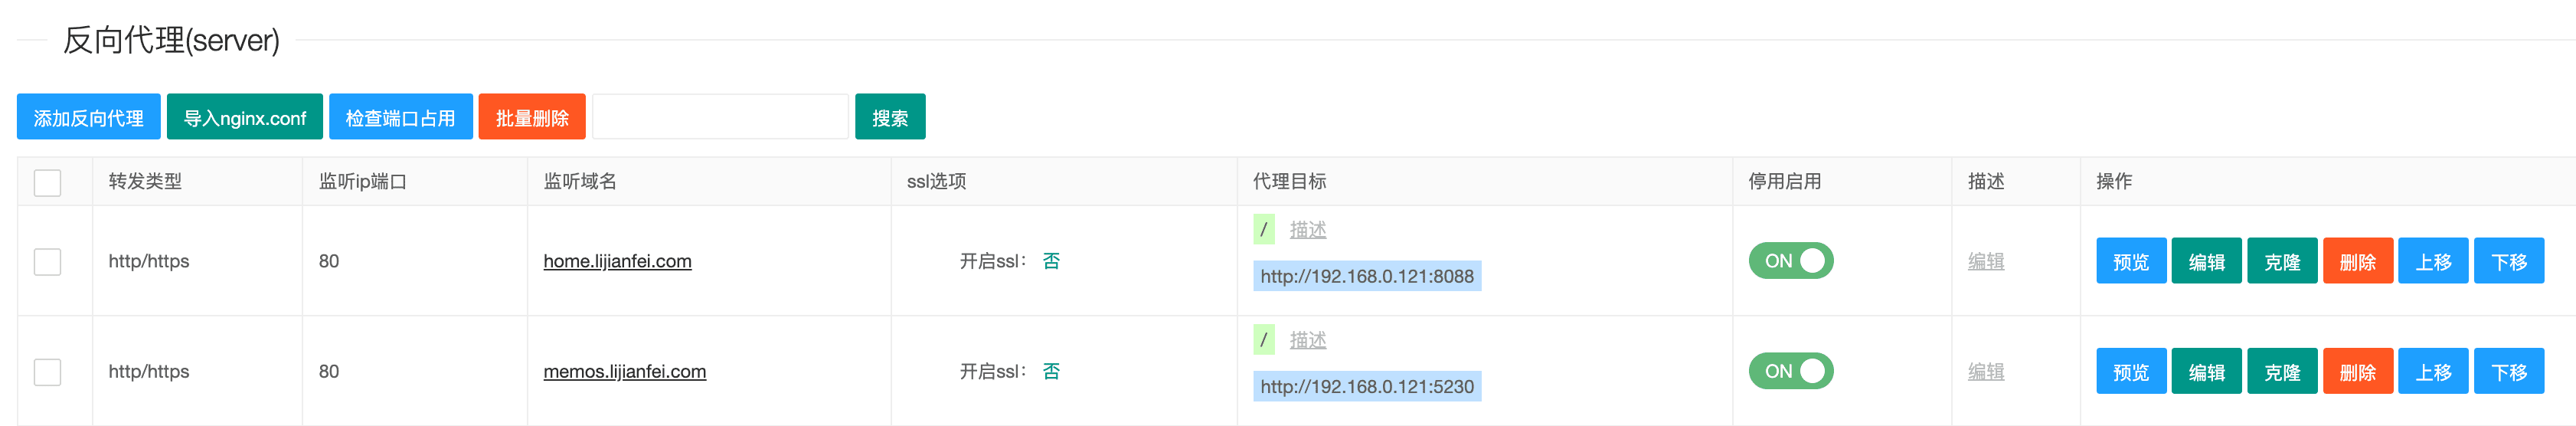 反向代理(server)
添加反向代理 导入nginx.conf 检查端口占用 批量删除 搜索
转发类型 监听ip端口 监听域名 ssl选项 代理目标 停用启用 描述 操作
/ 描述
http/https 80 home.lijianfei.com 开启ssl： 否 ON 编辑 预览 编辑 克隆 删除 上移 下移
http://192.168.0.121:8088
/ 描述
http/https 80 memos.lijianfei.com 开启ssl： 否 ON 编辑 预览 编辑 克隆 删除 上移 下移
http://192.168.0.121:5230